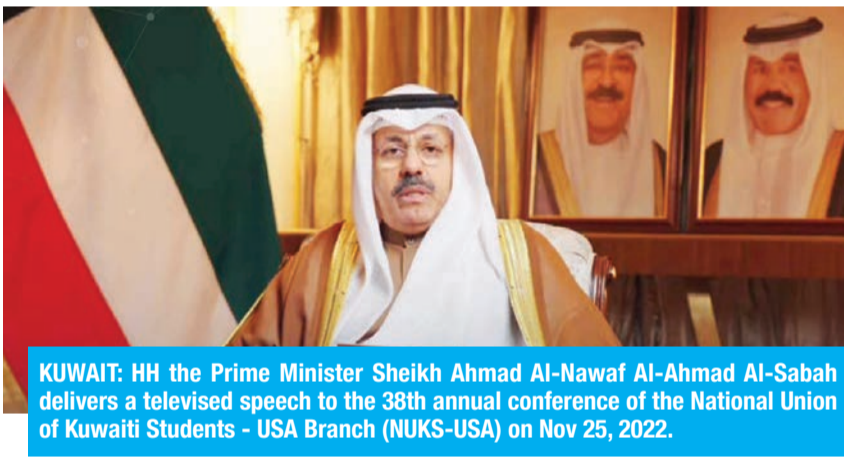 KUWAIT: HH the Prime Minister Sheikh Ahmad Al-Nawaf Al-Ahmad Al-Sabah
delivers a televised speech to the 38th annual conference of the National Union
of Kuwaiti Students - USA Branch (NUKS-USA) on Nov 25, 2022.